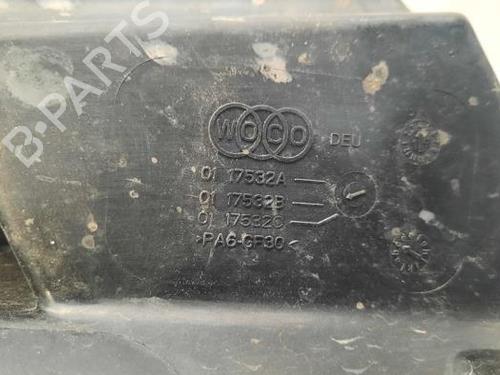 B-PARTS
WOCO
DEU
01 17532A
01 17532B
01 17532C
>PA6-GF30<